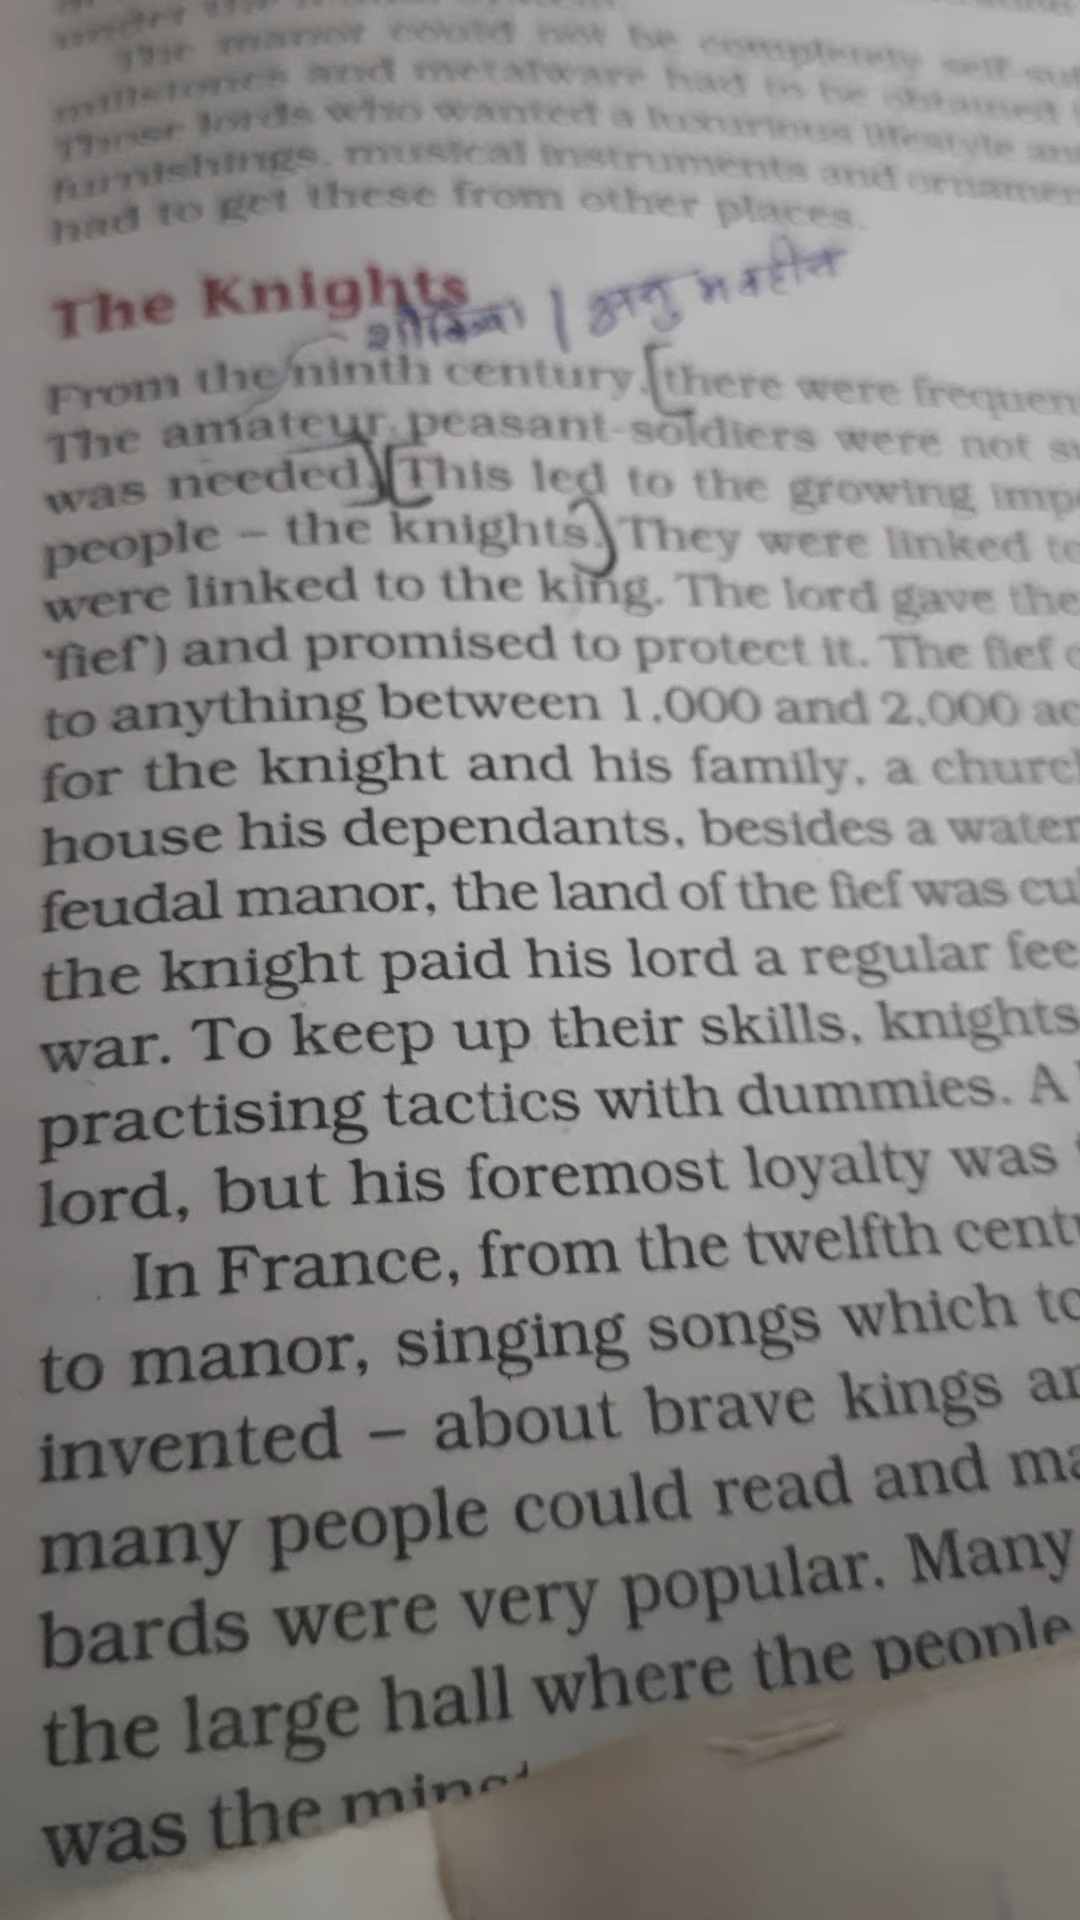 The manor could not be completely self-suf
millstones and metalware had to be obtained
Those lords who wanted a luxurious lifestyle and
furnishings, musical instruments and ornamen
had to get these from other places.
The Knights
शौकिया / अनुभवहीन
From the ninth century, [there were frequen
The amateur peasant-soldiers were not su
was needed.)[This led to the growing impo
people – the knights.) They were linked to
were linked to the king. The lord gave the
‘fief’) and promised to protect it. The fief c
to anything between 1,000 and 2,000 ac
for the knight and his family, a church
house his dependants, besides a water
feudal manor, the land of the fief was cul
the knight paid his lord a regular fee
war. To keep up their skills, knights
practising tactics with dummies. A
lord, but his foremost loyalty was
In France, from the twelfth centu
to manor, singing songs which to
invented – about brave kings an
many people could read and ma
bards were very popular. Many
the large hall where the people
was the minst